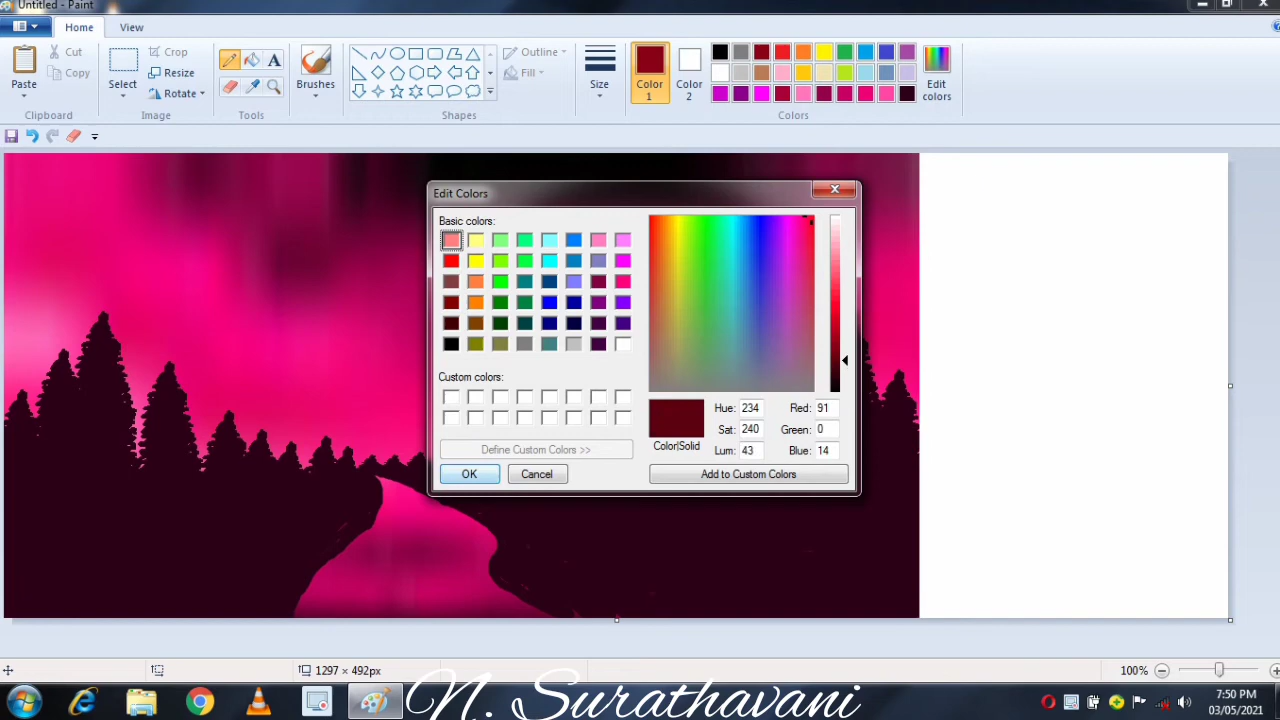 Untitled - Paint
Home
View
Paste
Cut
Copy
Clipboard
Select
Crop
Resize
Rotate
Image
A
Tools
Brushes
Outline
Fill
Shapes
Size
Color
1
Color
2
Edit
colors
Colors
Edit Colors
Basic colors:
Custom colors:
Define Custom Colors >>
OK
Cancel
Color|Solid
Hue: 234
Sat: 240
Lum: 43
Red: 91
Green: 0
Blue: 14
Add to Custom Colors
1297 × 492px
100%
N. Surathavani
7:50 PM
03/05/2021